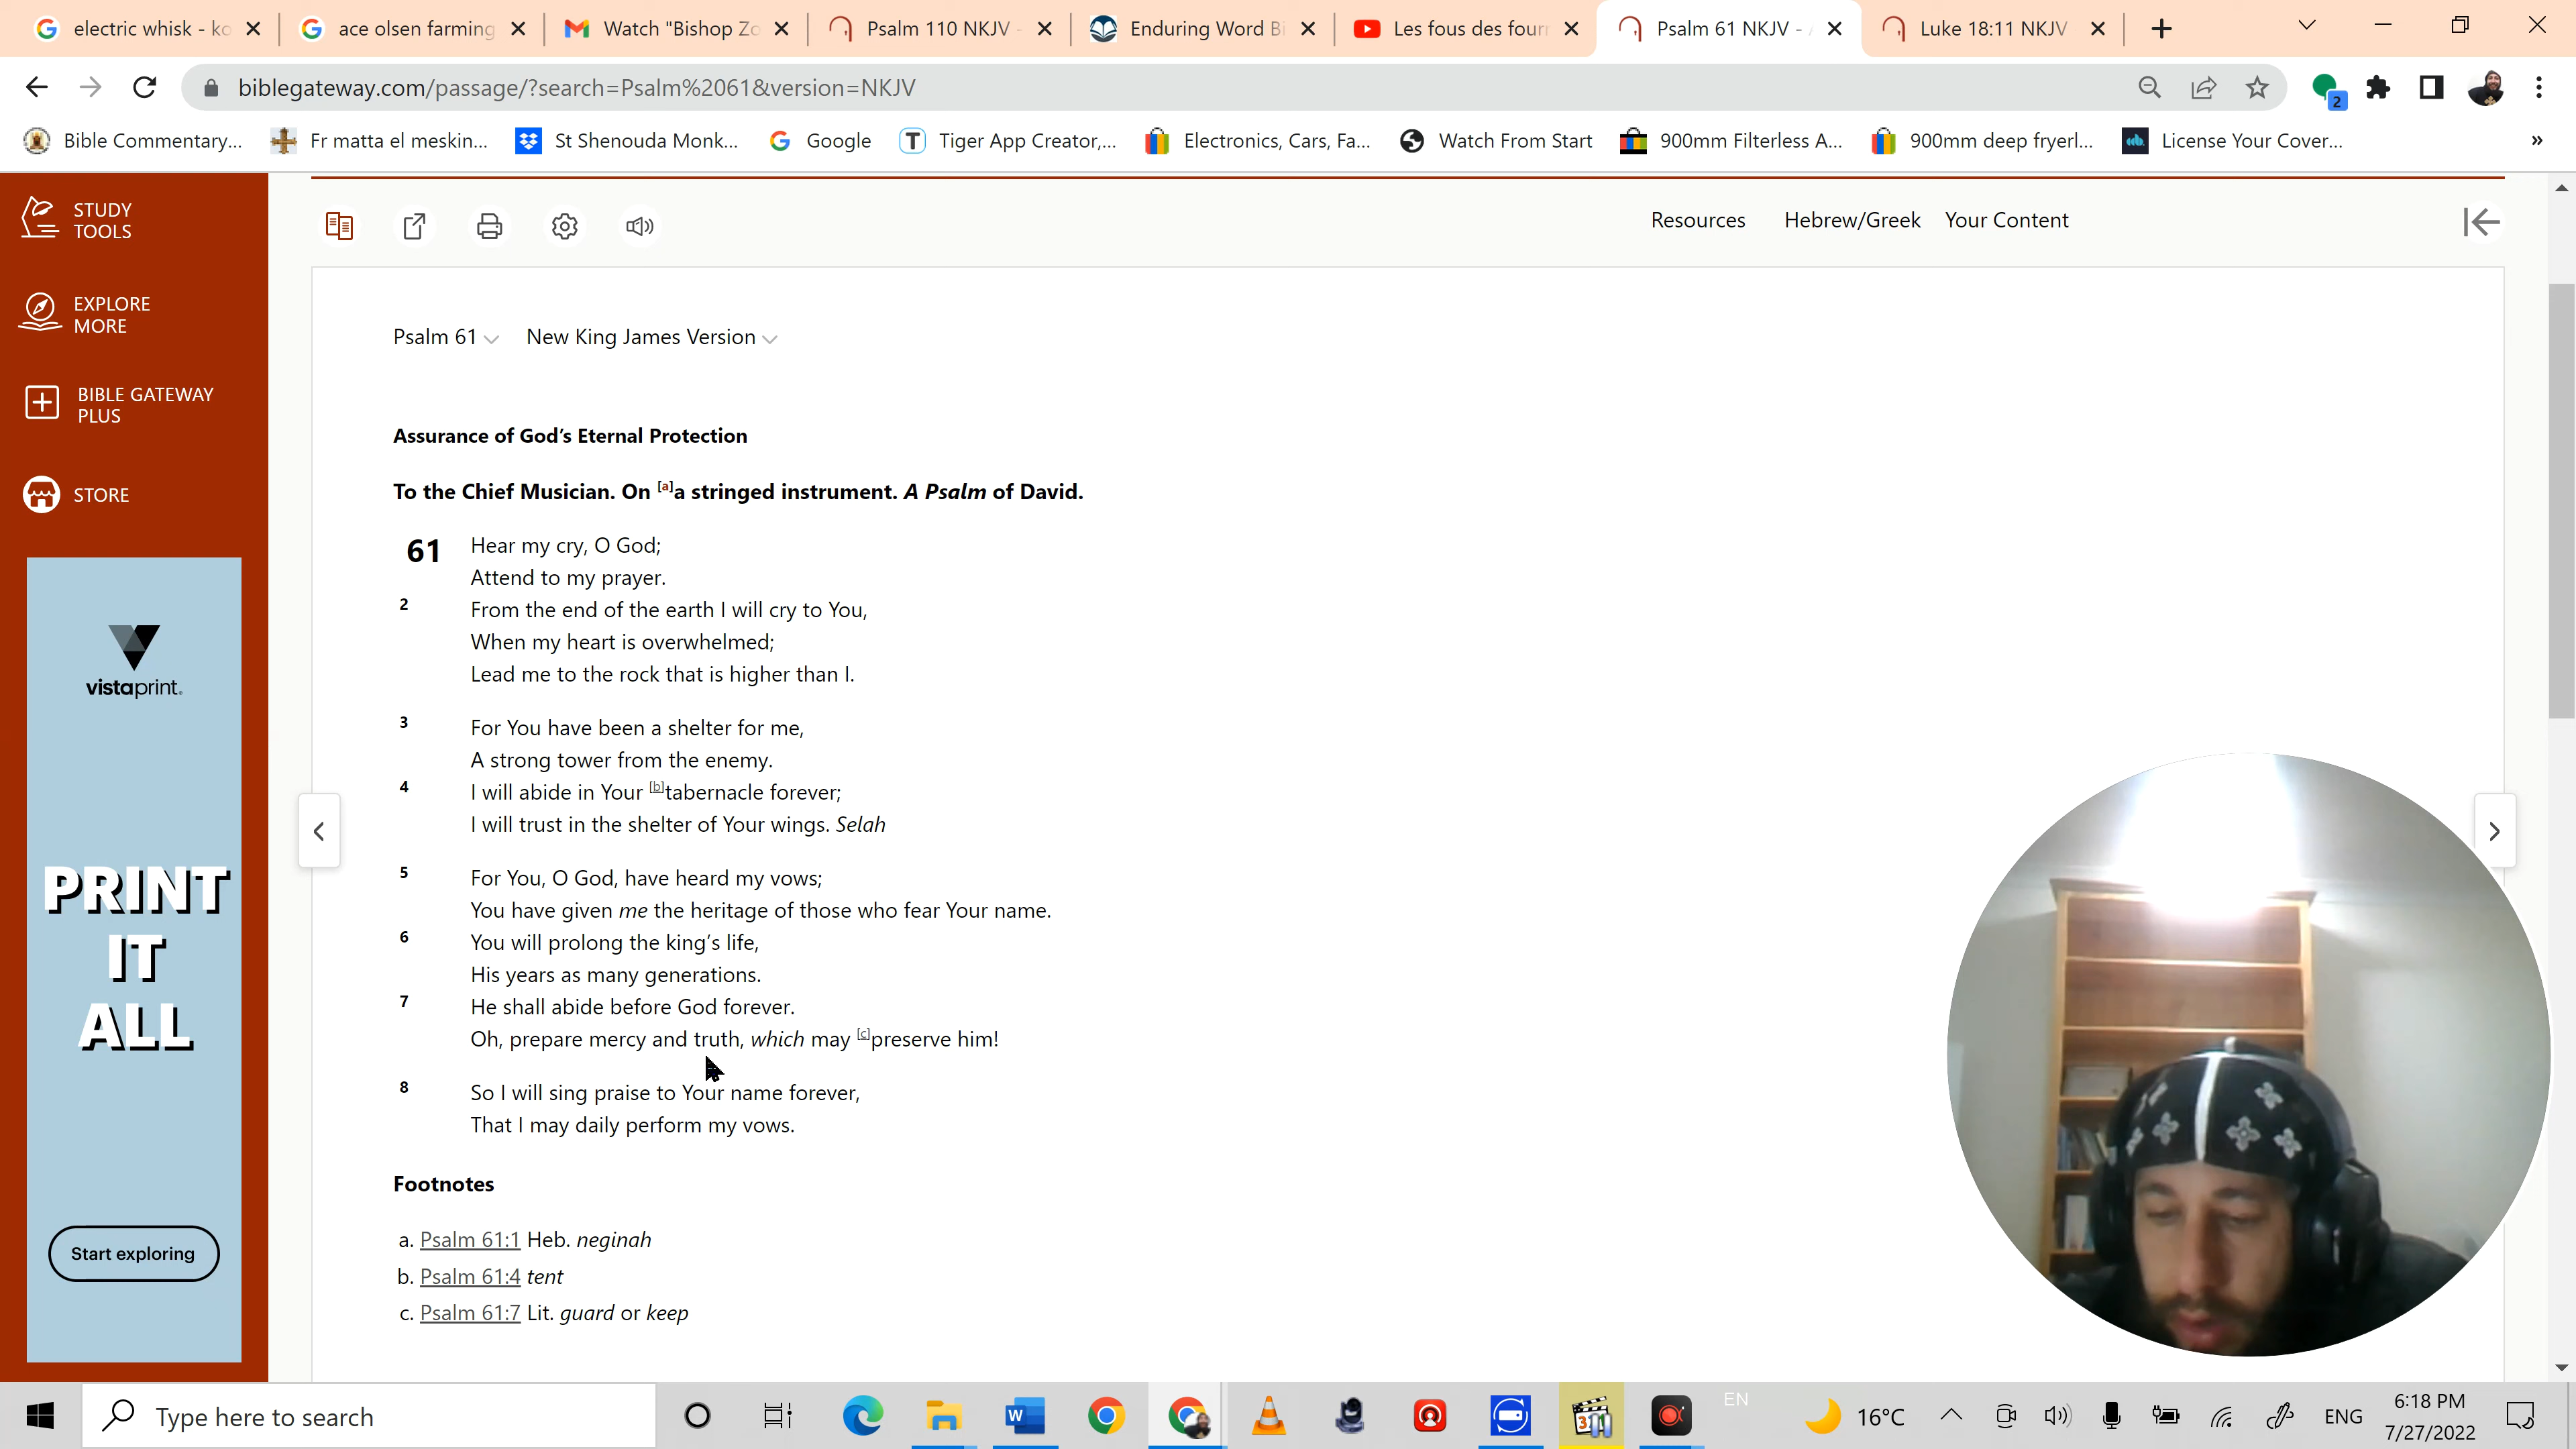 electric whisk - ko
ace olsen farming
Watch "Bishop Zo
Psalm 110 NKJV -
Enduring Word Bi
Les fous des four
Psalm 61 NKJV -
Luke 18:11 NKJV
biblegateway.com/passage/?search=Psalm%2061&version=NKJV
2
Bible Commentary...
Fr matta el meskin...
St Shenouda Monk...
Google
Tiger App Creator,...
Electronics, Cars, Fa...
Watch From Start
900mm Filterless A...
900mm deep fryerl...
License Your Cover...
»
STUDY
TOOLS
EXPLORE
MORE
BIBLE GATEWAY
PLUS
STORE
vistaprint.
PRINT
IT
ALL
Start exploring
Resources
Hebrew/Greek
Your Content
Psalm 61
New King James Version
Assurance of God’s Eternal Protection
To the Chief Musician. On [a]a stringed instrument. A Psalm of David.
61 Hear my cry, O God;
Attend to my prayer.
2 From the end of the earth I will cry to You,
When my heart is overwhelmed;
Lead me to the rock that is higher than I.
3 For You have been a shelter for me,
A strong tower from the enemy.
4 I will abide in Your [b]tabernacle forever;
I will trust in the shelter of Your wings. Selah
5 For You, O God, have heard my vows;
You have given me the heritage of those who fear Your name.
6 You will prolong the king’s life,
His years as many generations.
7 He shall abide before God forever.
Oh, prepare mercy and truth, which may [c]preserve him!
8 So I will sing praise to Your name forever,
That I may daily perform my vows.
Footnotes
a. Psalm 61:1 Heb. neginah
b. Psalm 61:4 tent
c. Psalm 61:7 Lit. guard or keep
Type here to search
EN
16°C
ENG
6:18 PM
7/27/2022